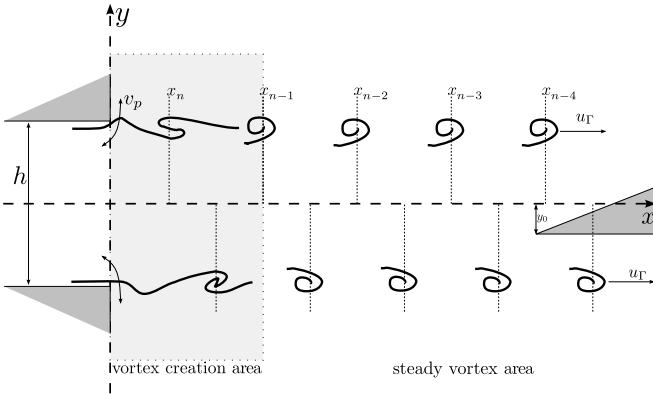 y
x_n x_{n-1} x_{n-2} x_{n-3} x_{n-4}
v_p
u_Γ
h
x
y_0
u_Γ
vortex creation area
steady vortex area